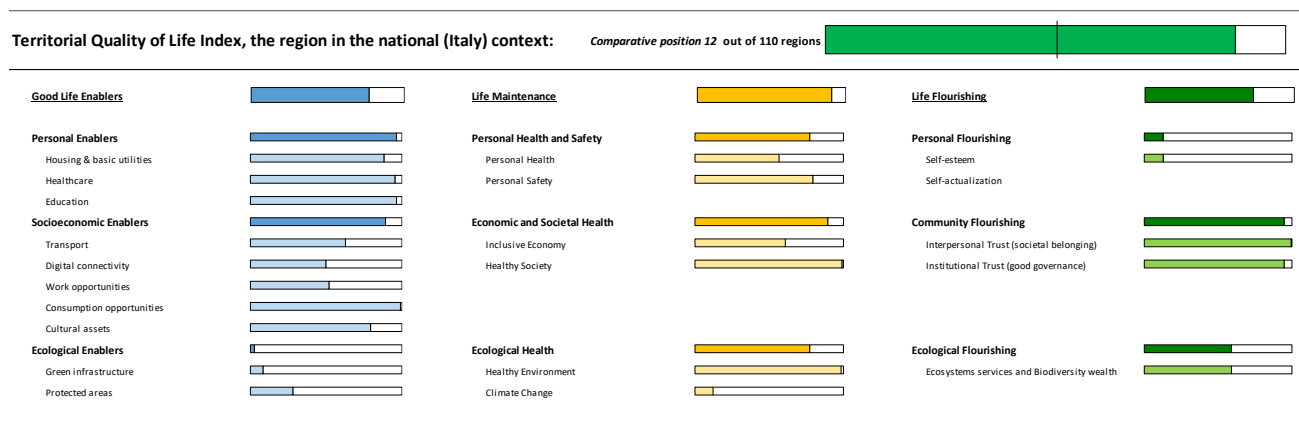 Territorial Quality of Life Index, the region in the national (Italy) context: Comparative position 12 out of 110 regions
Good Life Enablers
Personal Enablers
Housing & basic utilities
Healthcare
Education
Socioeconomic Enablers
Transport
Digital connectivity
Work opportunities
Consumption opportunities
Cultural assets
Ecological Enablers
Green infrastructure
Protected areas
Life Maintenance
Personal Health and Safety
Personal Health
Personal Safety
Economic and Societal Health
Inclusive Economy
Healthy Society
Ecological Health
Healthy Environment
Climate Change
Life Flourishing
Personal Flourishing
Self-esteem
Self-actualization
Community Flourishing
Interpersonal Trust (societal belonging)
Institutional Trust (good governance)
Ecological Flourishing
Ecosystems services and Biodiversity wealth